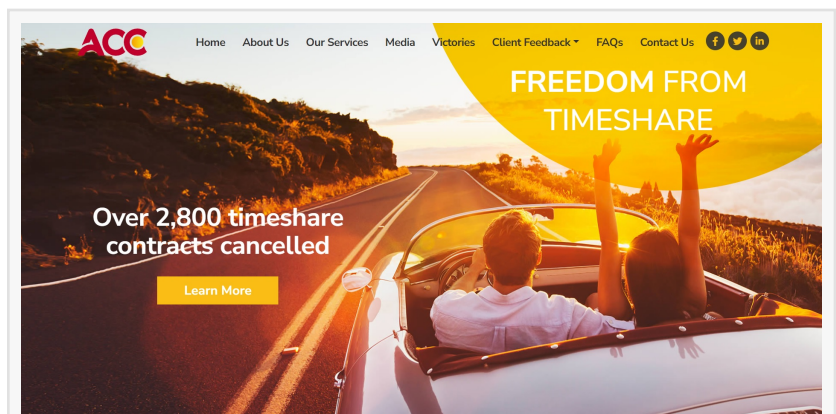 ACC
Home About Us Our Services Media Victories Client Feedback FAQs Contact Us
FREEDOM FROM
TIMESHARE
Over 2,800 timeshare
contracts cancelled
Learn More